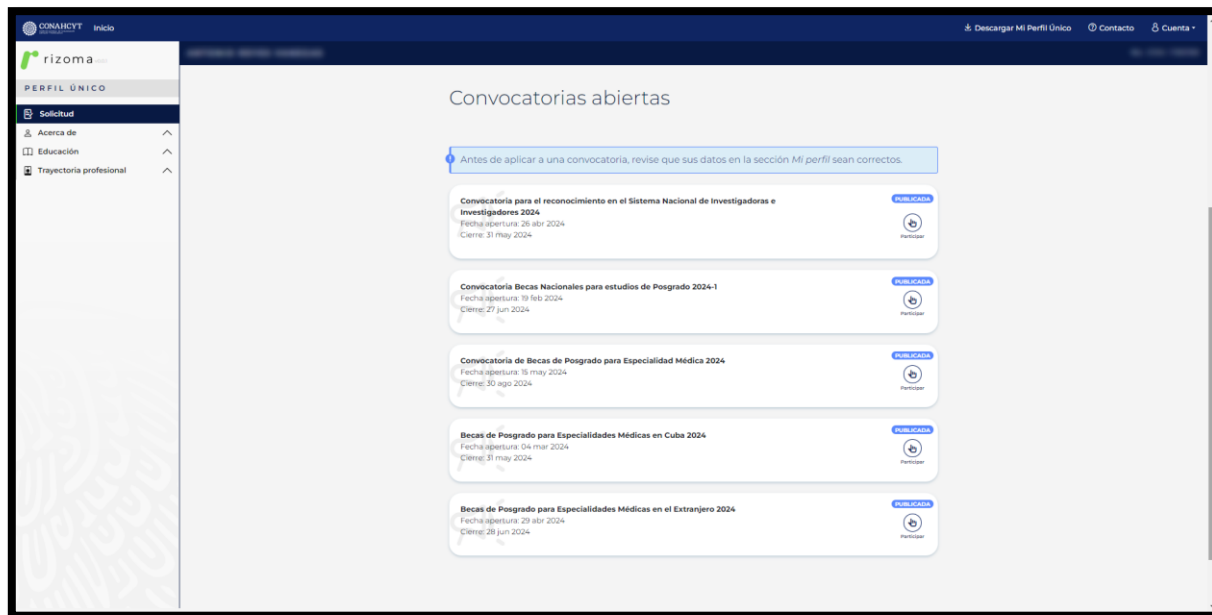 CONAHCYT Inicio
Descargar Mi Perfil Único Contacto Cuenta
rizoma
PERFIL ÚNICO
Solicitud
Acerca de
Educación
Trayectoria profesional
Convocatorias abiertas
Antes de aplicar a una convocatoria, revise que sus datos en la sección Mi perfil sean correctos.
Convocatoria para el reconocimiento en el Sistema Nacional de Investigadoras e
Investigadores 2024
Fecha apertura: 26 abr 2024
Cierre: 31 may 2024
PUBLICADA
Participar
Convocatoria Becas Nacionales para estudios de Posgrado 2024-1
Fecha apertura: 19 feb 2024
Cierre: 27 jun 2024
PUBLICADA
Participar
Convocatoria de Becas de Posgrado para Especialidad Médica 2024
Fecha apertura: 15 may 2024
Cierre: 30 ago 2024
PUBLICADA
Participar
Becas de Posgrado para Especialidades Médicas en Cuba 2024
Fecha apertura: 04 mar 2024
Cierre: 31 may 2024
PUBLICADA
Participar
Becas de Posgrado para Especialidades Médicas en el Extranjero 2024
Fecha apertura: 29 abr 2024
Cierre: 28 jun 2024
PUBLICADA
Participar